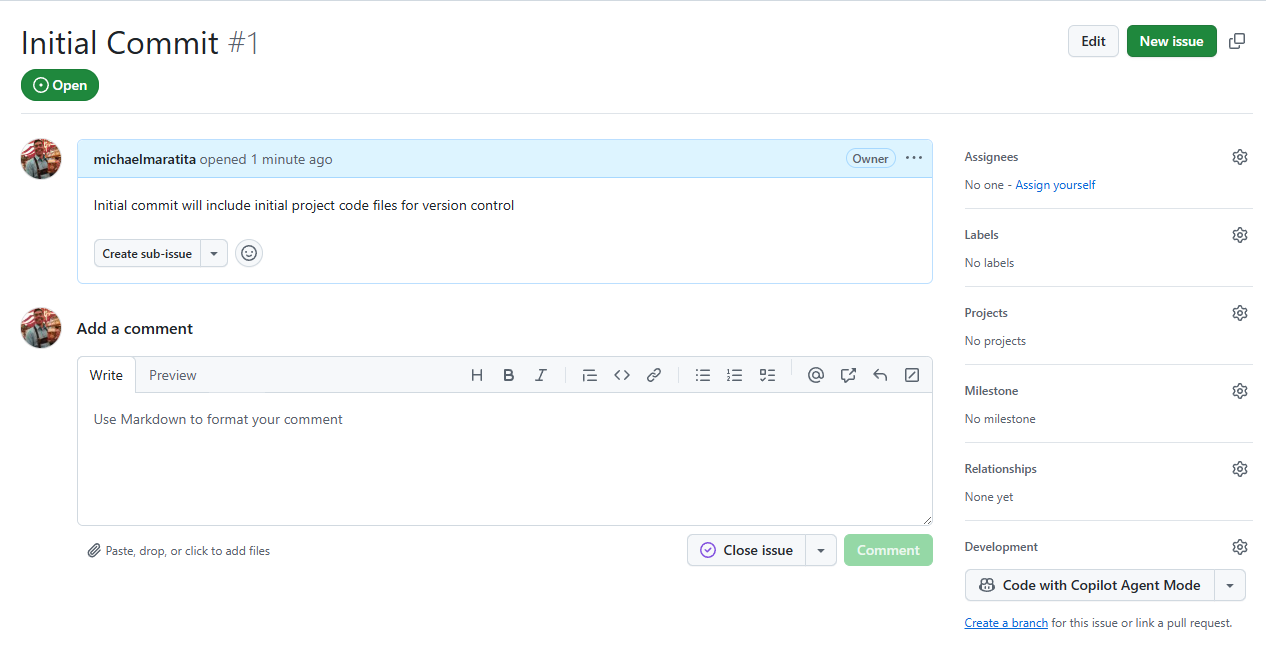 Initial Commit #1
Edit
New issue
Open
michaelmaratita opened 1 minute ago
Owner
Initial commit will include initial project code files for version control
Create sub-issue
Add a comment
Write
Preview
H B I
Use Markdown to format your comment
Paste, drop, or click to add files
Close issue
Comment
Assignees
No one - Assign yourself
Labels
No labels
Projects
No projects
Milestone
No milestone
Relationships
None yet
Development
Code with Copilot Agent Mode
Create a branch for this issue or link a pull request.